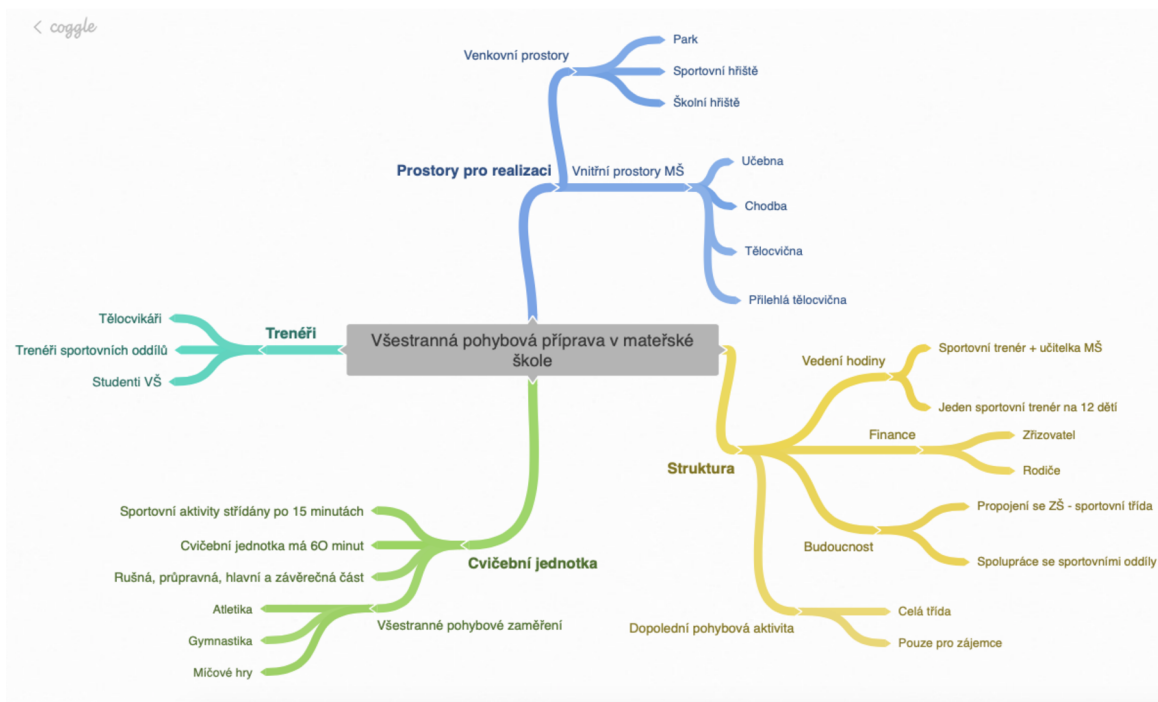 coggle
Venkovní prostory
Park
Sportovní hřiště
Školní hřiště
Prostory pro realizaci
Vnitřní prostory MŠ
Učebna
Chodba
Tělocvična
Přilehlá tělocvična
Trenéři
Tělocvikáři
Trenéři sportovních oddílů
Studenti VŠ
Všestranná pohybová příprava v mateřské
škole
Struktura
Vedení hodiny
Sportovní trenér + učitelka MŠ
Jeden sportovní trenér na 12 dětí
Finance
Zřizovatel
Rodiče
Budoucnost
Propojení se ZŠ - sportovní třída
Spolupráce se sportovními oddíly
Dopolední pohybová aktivita
Celá třída
Pouze pro zájemce
Cvičební jednotka
Sportovní aktivity střídány po 15 minutách
Cvičební jednotka má 6O minut
Rušná, průpravná, hlavní a závěrečná část
Všestranné pohybové zaměření
Atletika
Gymnastika
Míčové hry